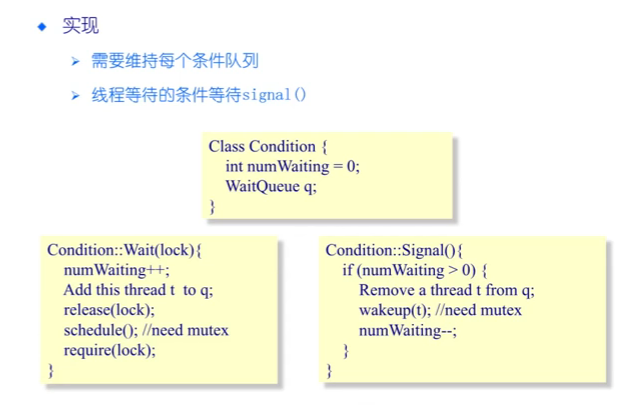 实现
需要维持每个条件队列
线程等待的条件等待signal()
Class Condition {
int numWaiting = 0;
WaitQueue q;
}
Condition::Wait(lock){
numWaiting++;
Add this thread t to q;
release(lock);
schedule(); //need mutex
require(lock);
}
Condition::Signal(){
if (numWaiting > 0) {
Remove a thread t from q;
wakeup(t); //need mutex
numWaiting--;
}
}